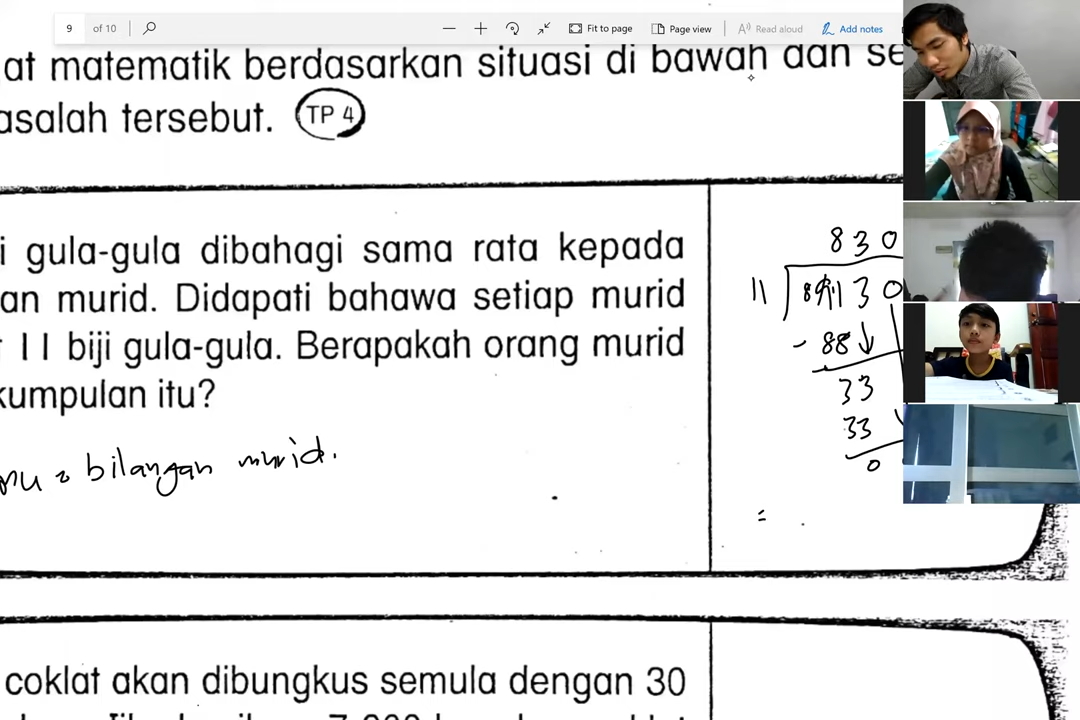 9 of 10 Fit to page Page view Read aloud Add notes
at matematik berdasarkan situasi di bawah dan se
asalah tersebut. TP 4
i gula-gula dibahagi sama rata kepada
an murid. Didapati bahawa setiap murid
11 biji gula-gula. Berapakah orang murid
kumpulan itu?
nu = bilangan murid.
830
11
- 88
33
33
0
=
coklat akan dibungkus semula dengan 30